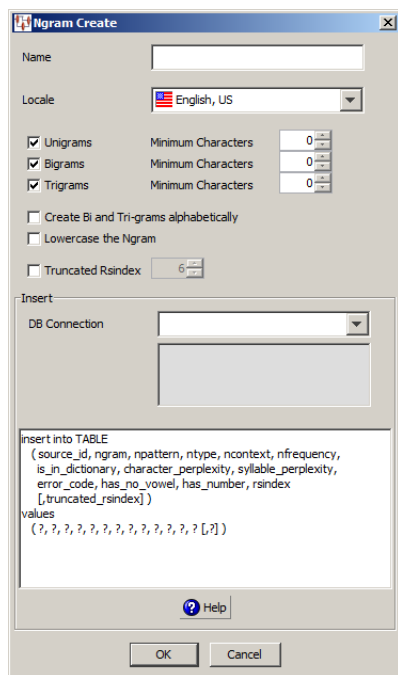 Ngram Create
Name
Locale English, US
Unigrams Minimum Characters 0
Bigrams Minimum Characters 0
Trigrams Minimum Characters 0
Create Bi and Tri-grams alphabetically
Lowercase the Ngram
Truncated Rsindex 6
Insert
DB Connection
insert into TABLE
( source_id, ngram, npattern, ntype, ncontext, nfrequency,
is_in_dictionary, character_perplexity, syllable_perplexity,
error_code, has_no_vowel, has_number, rsindex
[,truncated_rsindex] )
values
( ?, ?, ?, ?, ?, ?, ?, ?, ?, ?, ?, ?, ? [,?] )
Help
OK Cancel